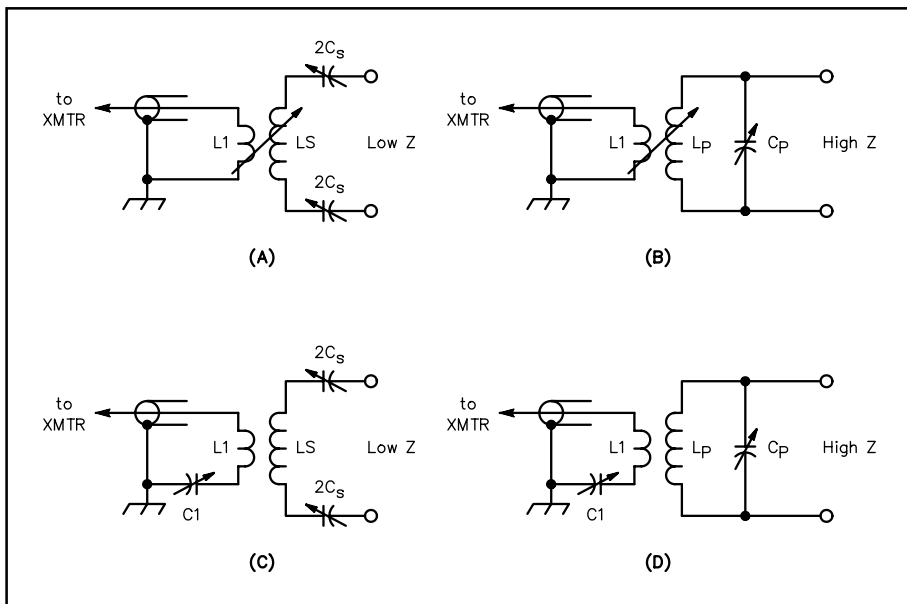 2Cs
to
XMTR
L1
LS
Low Z
2Cs
(A)
to
XMTR
L1
LP
CP
High Z
(B)
2Cs
to
XMTR
L1
LS
Low Z
C1
2Cs
(C)
to
XMTR
L1
LP
CP
High Z
C1
(D)